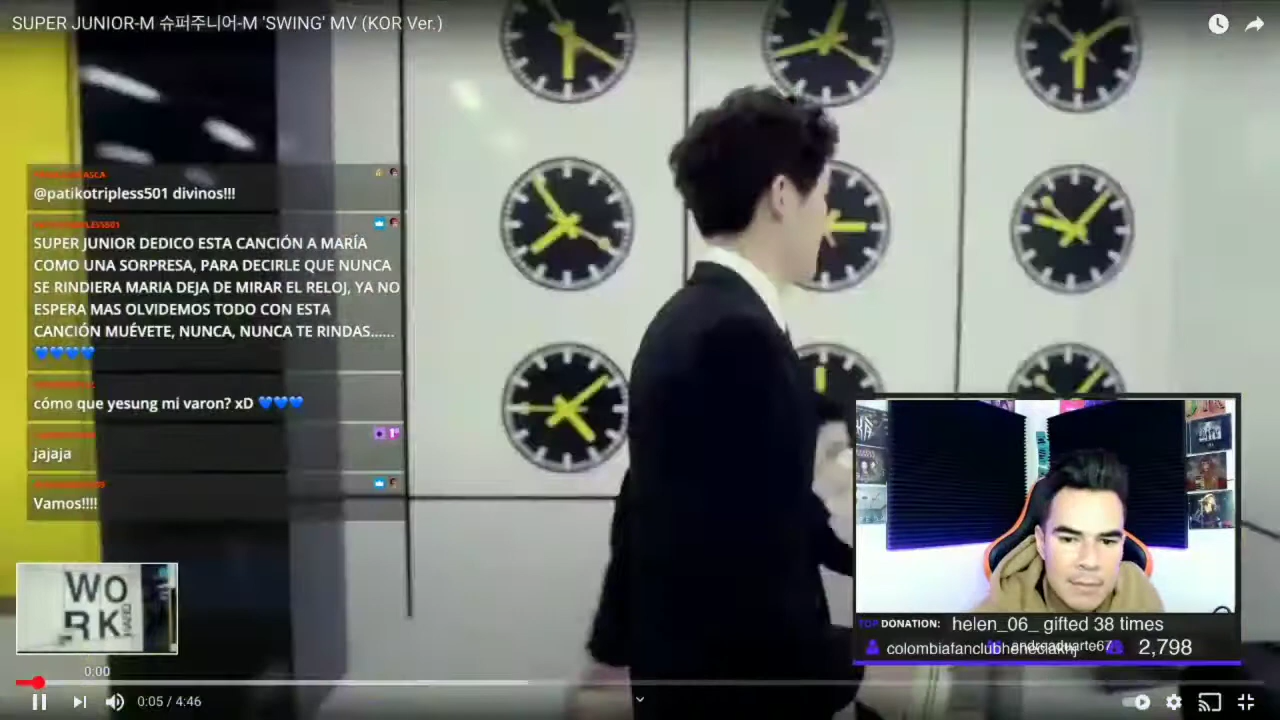 SUPER JUNIOR-M 슈퍼주니어-M 'SWING' MV (KOR Ver.)
@patikotripless501 divinos!!!
SUPER JUNIOR DEDICO ESTA CANCIÓN A MARÍA
COMO UNA SORPRESA, PARA DECIRLE QUE NUNCA
SE RINDIERA MARIA DEJA DE MIRAR EL RELOJ, YA NO
ESPERA MAS OLVIDEMOS TODO CON ESTA
CANCIÓN MUÉVETE, NUNCA, NUNCA TE RINDAS......
cómo que yesung mi varon? xD
jajaja
Vamos!!!!
WO
RK
HARD
TOP DONATION: helen_06_ gifted 38 times
andreaduarte67
2,798
0:00
0:05 / 4:46